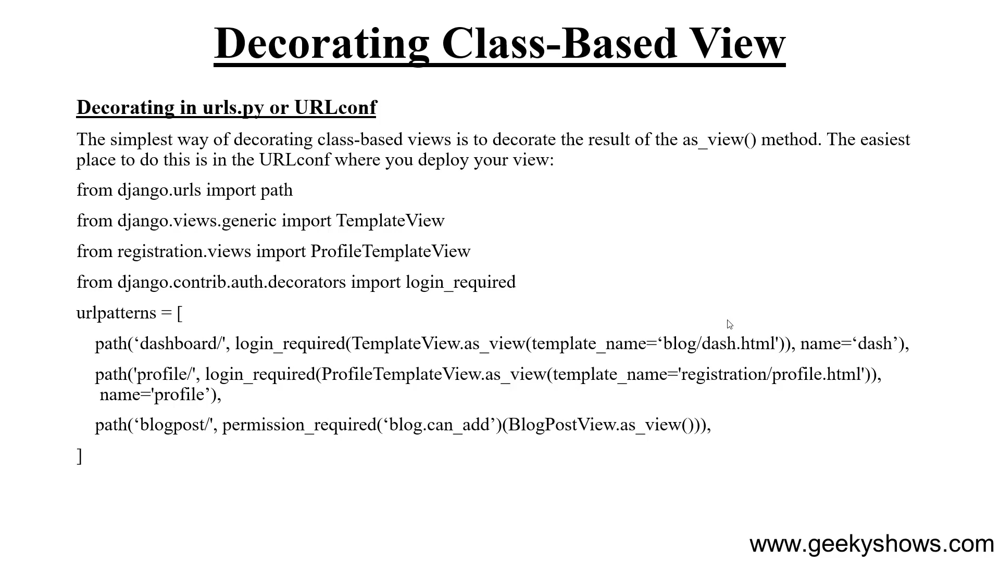 Decorating Class-Based View
Decorating in urls.py or URLconf
The simplest way of decorating class-based views is to decorate the result of the as_view() method. The easiest
place to do this is in the URLconf where you deploy your view:
from django.urls import path
from django.views.generic import TemplateView
from registration.views import ProfileTemplateView
from django.contrib.auth.decorators import login_required
urlpatterns = [
path(‘dashboard/', login_required(TemplateView.as_view(template_name=‘blog/dash.html')), name=‘dash’),
path('profile/', login_required(ProfileTemplateView.as_view(template_name='registration/profile.html')),
name='profile’),
path(‘blogpost/', permission_required(‘blog.can_add’)(BlogPostView.as_view())),
]
www.geekyshows.com